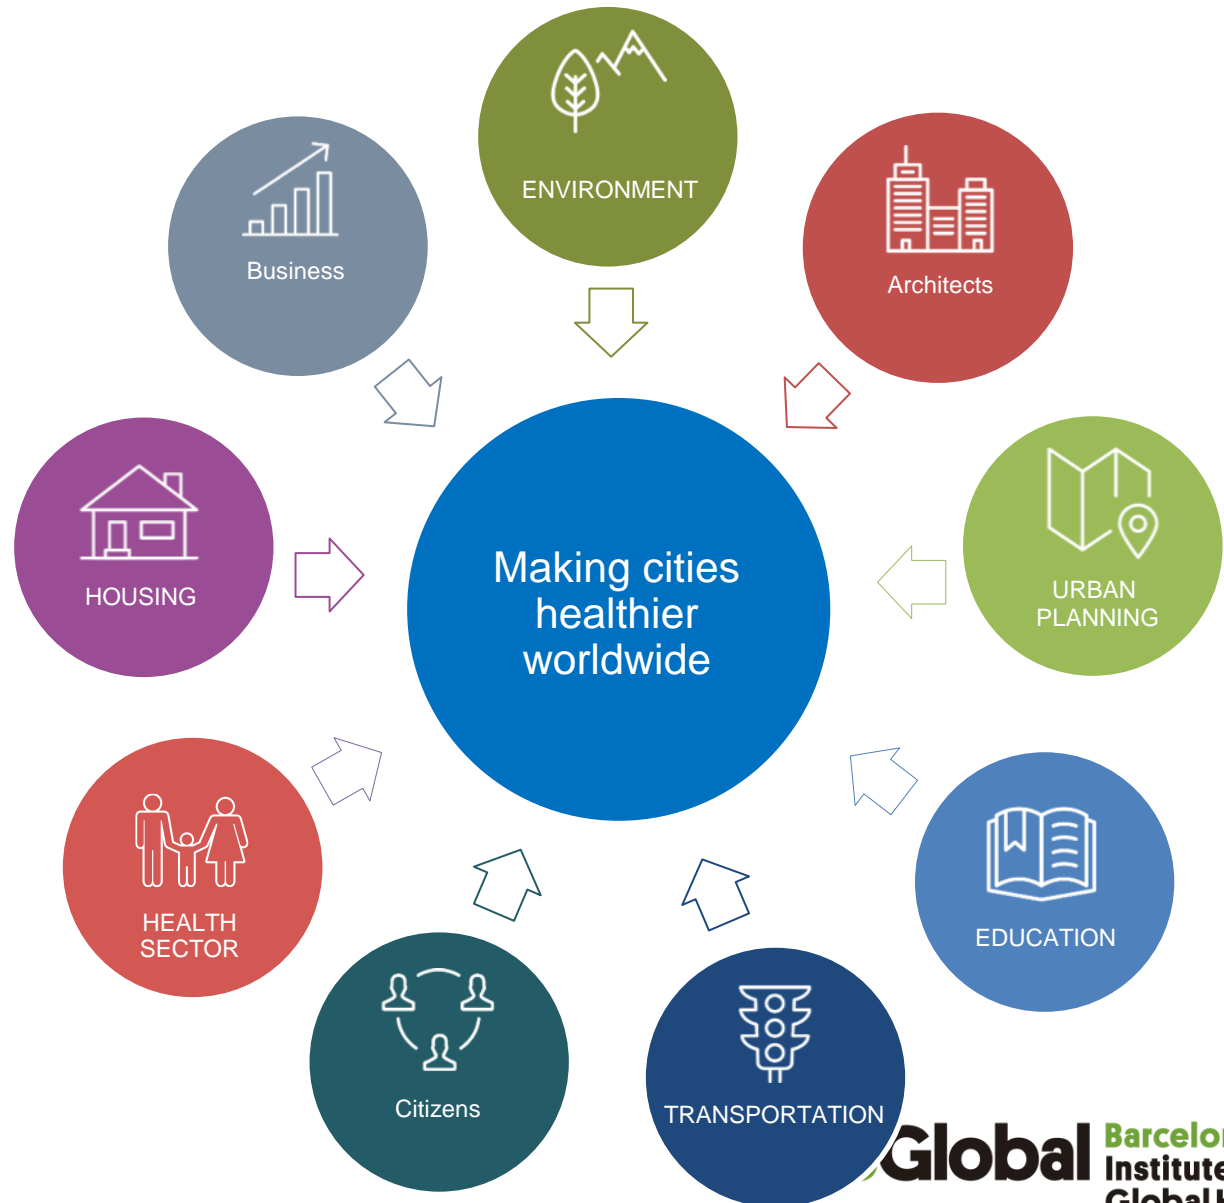 ENVIRONMENT
Business
Architects
HOUSING
Making cities
healthier
worldwide
URBAN
PLANNING
HEALTH
SECTOR
EDUCATION
Citizens
TRANSPORTATION
Global
Institute